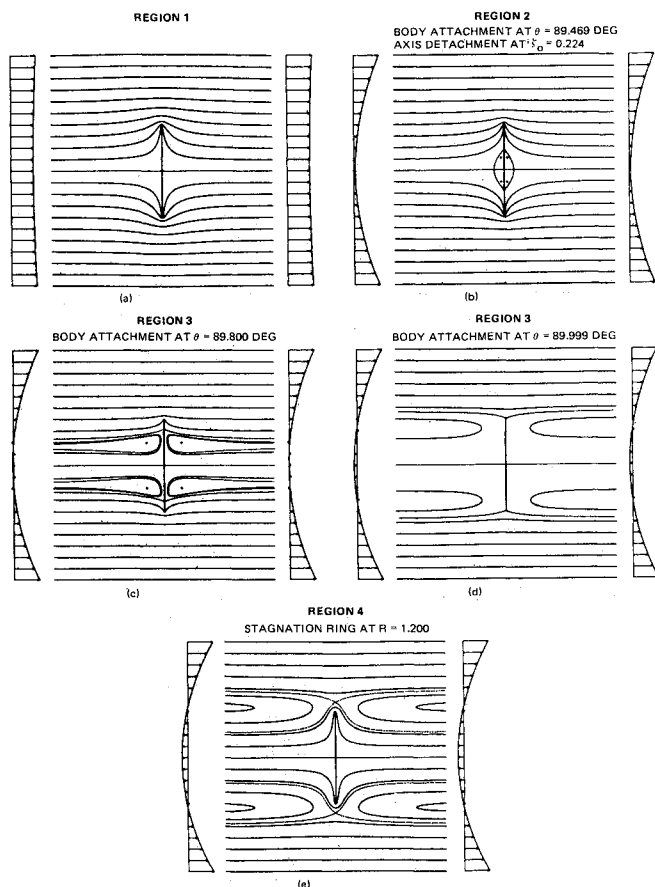 REGION 1
(a)
REGION 2
BODY ATTACHMENT AT θ = 89.469 DEG
AXIS DETACHMENT AT ζₐ = 0.224
(b)
REGION 3
BODY ATTACHMENT AT θ = 89.800 DEG
(c)
REGION 3
BODY ATTACHMENT AT θ = 89.999 DEG
(d)
REGION 4
STAGNATION RING AT R = 1.200
(e)